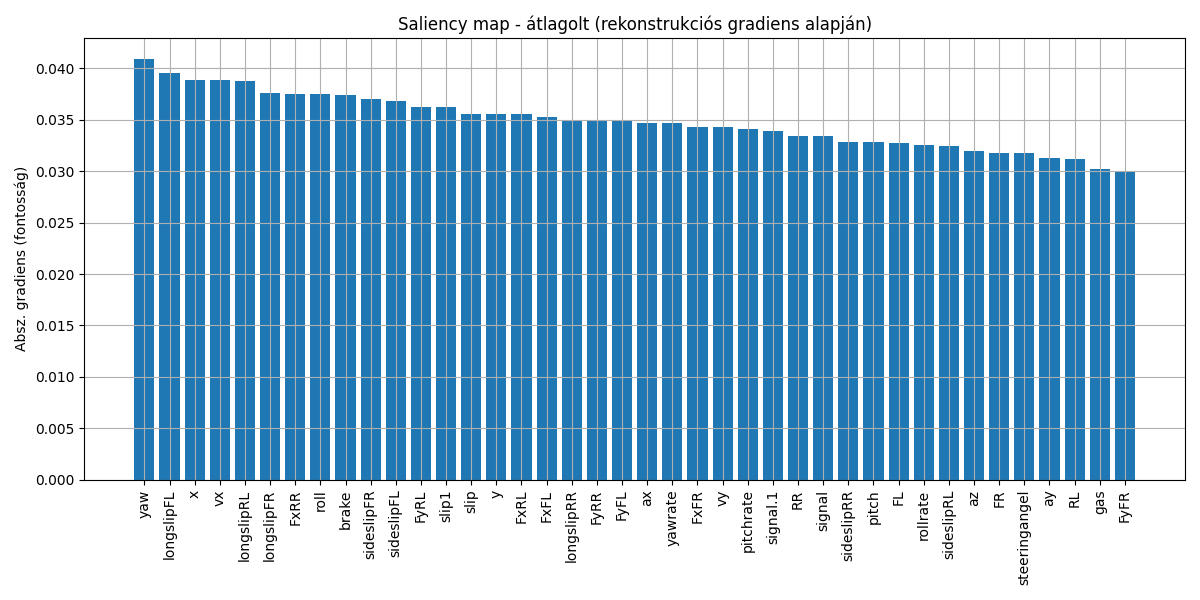 Saliency map - átlagolt (rekonstrukciós gradiens alapján)
Absz. gradiens (fontosság)
0.040
0.035
0.030
0.025
0.020
0.015
0.010
0.005
0.000
yaw
longslipFL
x
vx
longslipRL
longslipFR
FxRR
roll
brake
sideslipFR
sideslipFL
FyRL
slip1
slip
y
FxRL
FxFL
longslipRR
FyRR
FyFL
ax
yawrate
FxFR
vy
pitchrate
signal.1
RR
signal
sideslipRR
pitch
FL
rollrate
sideslipRL
az
FR
steeringangel
ay
RL
gas
FyFR